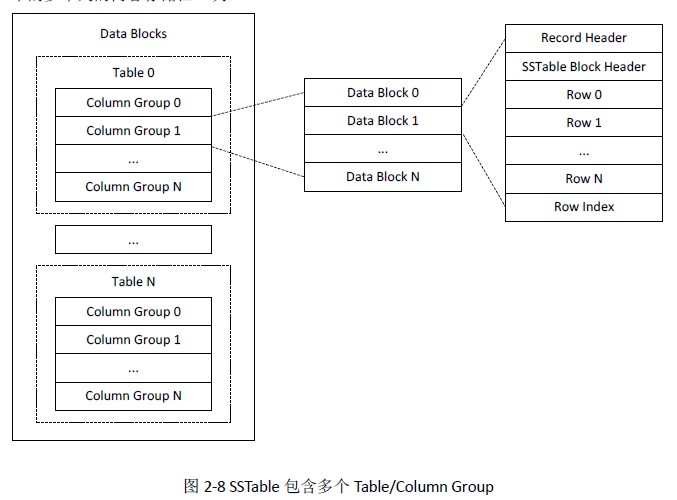 Data Blocks
Table 0
Column Group 0
Column Group 1
...
Column Group N
...
Table N
Column Group 0
Column Group 1
...
Column Group N
Data Block 0
Data Block 1
...
Data Block N
Record Header
SSTable Block Header
Row 0
Row 1
...
Row N
Row Index
图 2-8 SSTable 包含多个 Table/Column Group